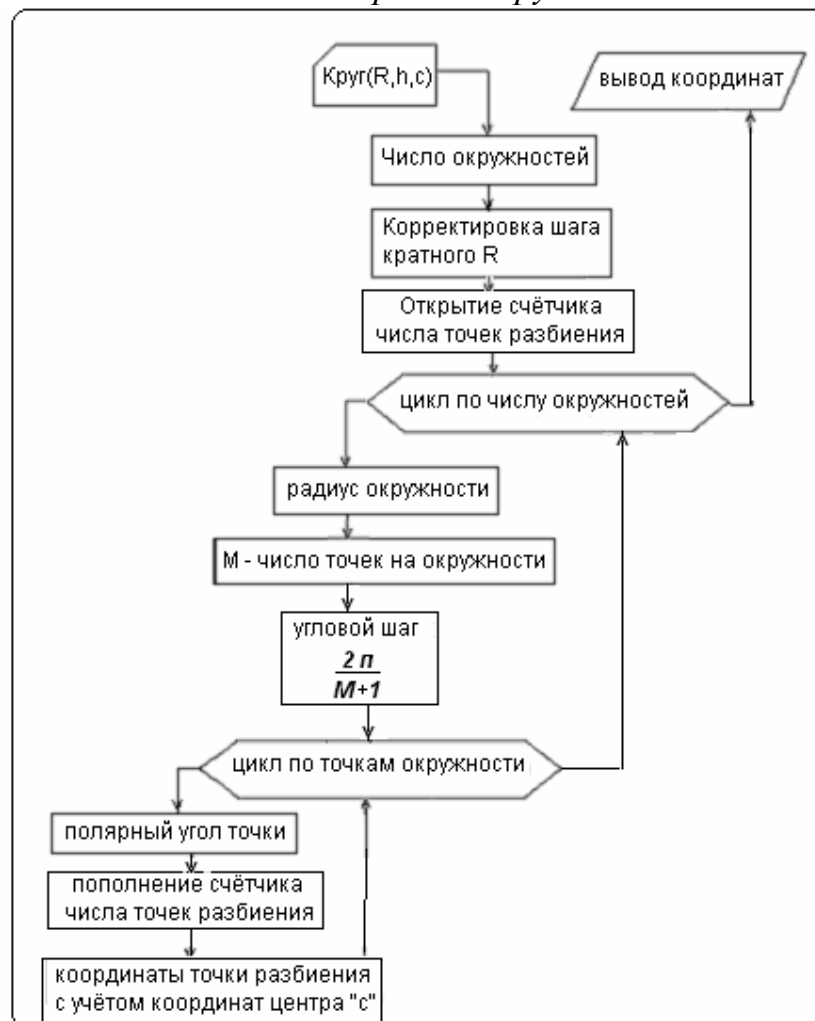 Круг(R,h,c)
вывод координат
Число окружностей
Корректировка шага
кратного R
Открытие счётчика
числа точек разбиения
цикл по числу окружностей
радиус окружности
М - число точек на окружности
угловой шаг
2 п
М+1
цикл по точкам окружности
полярный угол точки
пополнение счётчика
числа точек разбиения
координаты точки разбиения
с учётом координат центра "с"